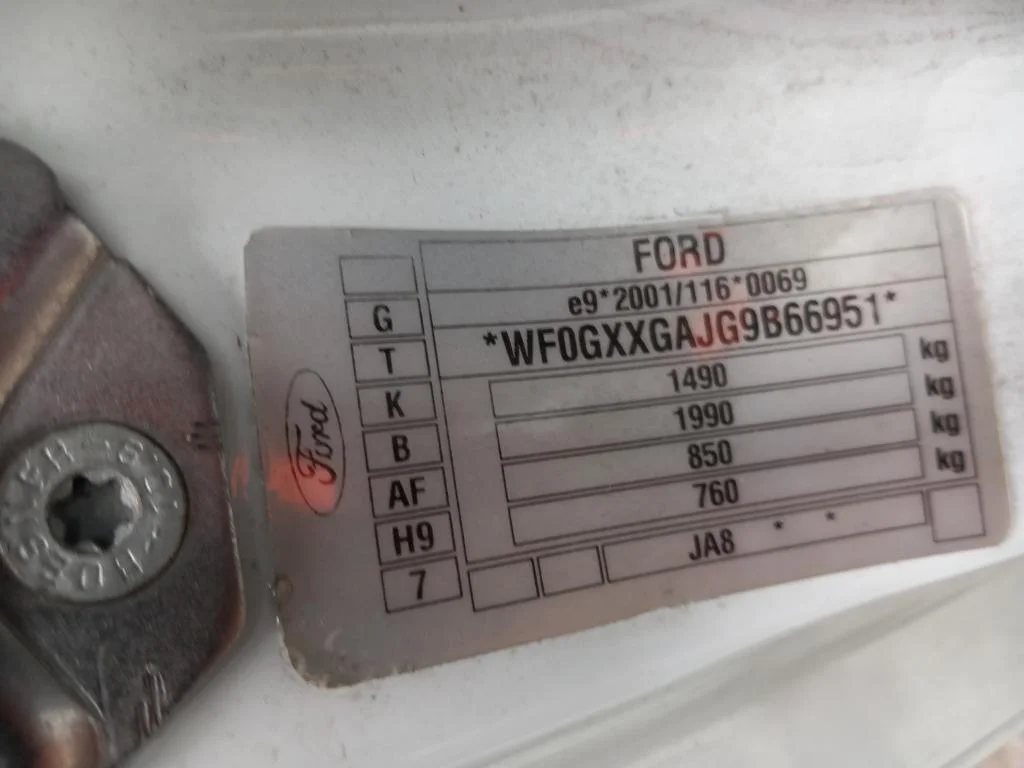 FORD
e9*2001/116*0069
*WF0GXXGAJG9B66951*
1490 kg
1990 kg
850 kg
760 kg
JA8 * *
G
T
K
B
AF
H9
7
Ford